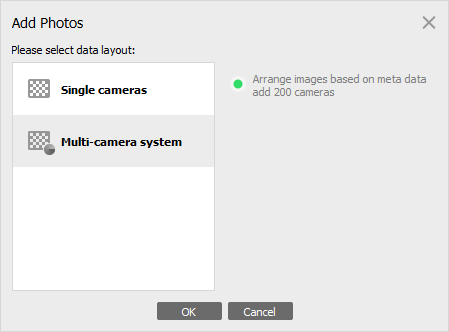 Add Photos
Please select data layout:
Single cameras
Multi-camera system
Arrange images based on meta data
add 200 cameras
OK
Cancel